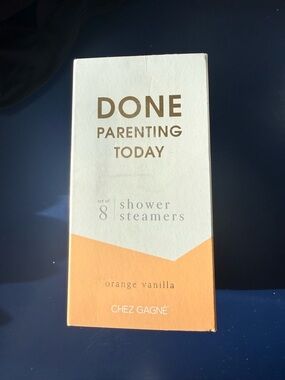 DONE
PARENTING
TODAY
set of
8
shower
steamers
orange vanilla
CHEZ GAGNÉ